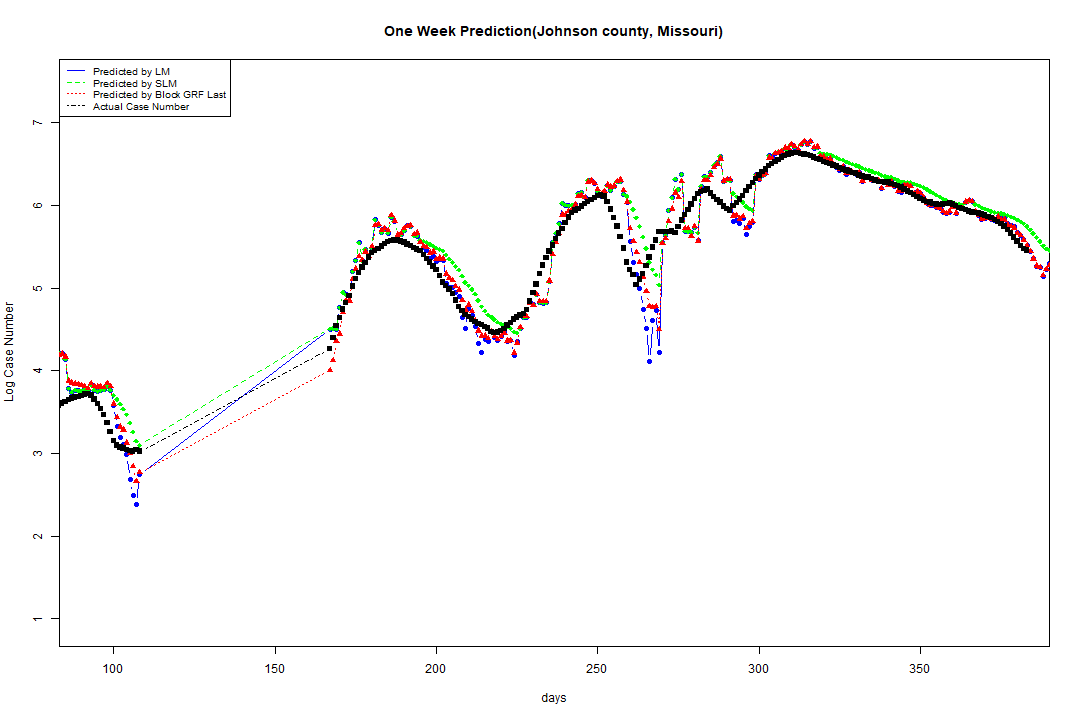 One Week Prediction(Johnson county, Missouri)
Predicted by LM
Predicted by SLM
Predicted by Block GRF Last
Actual Case Number
7
6
5
4
3
2
1
Log Case Number
100 150 200 250 300 350
days